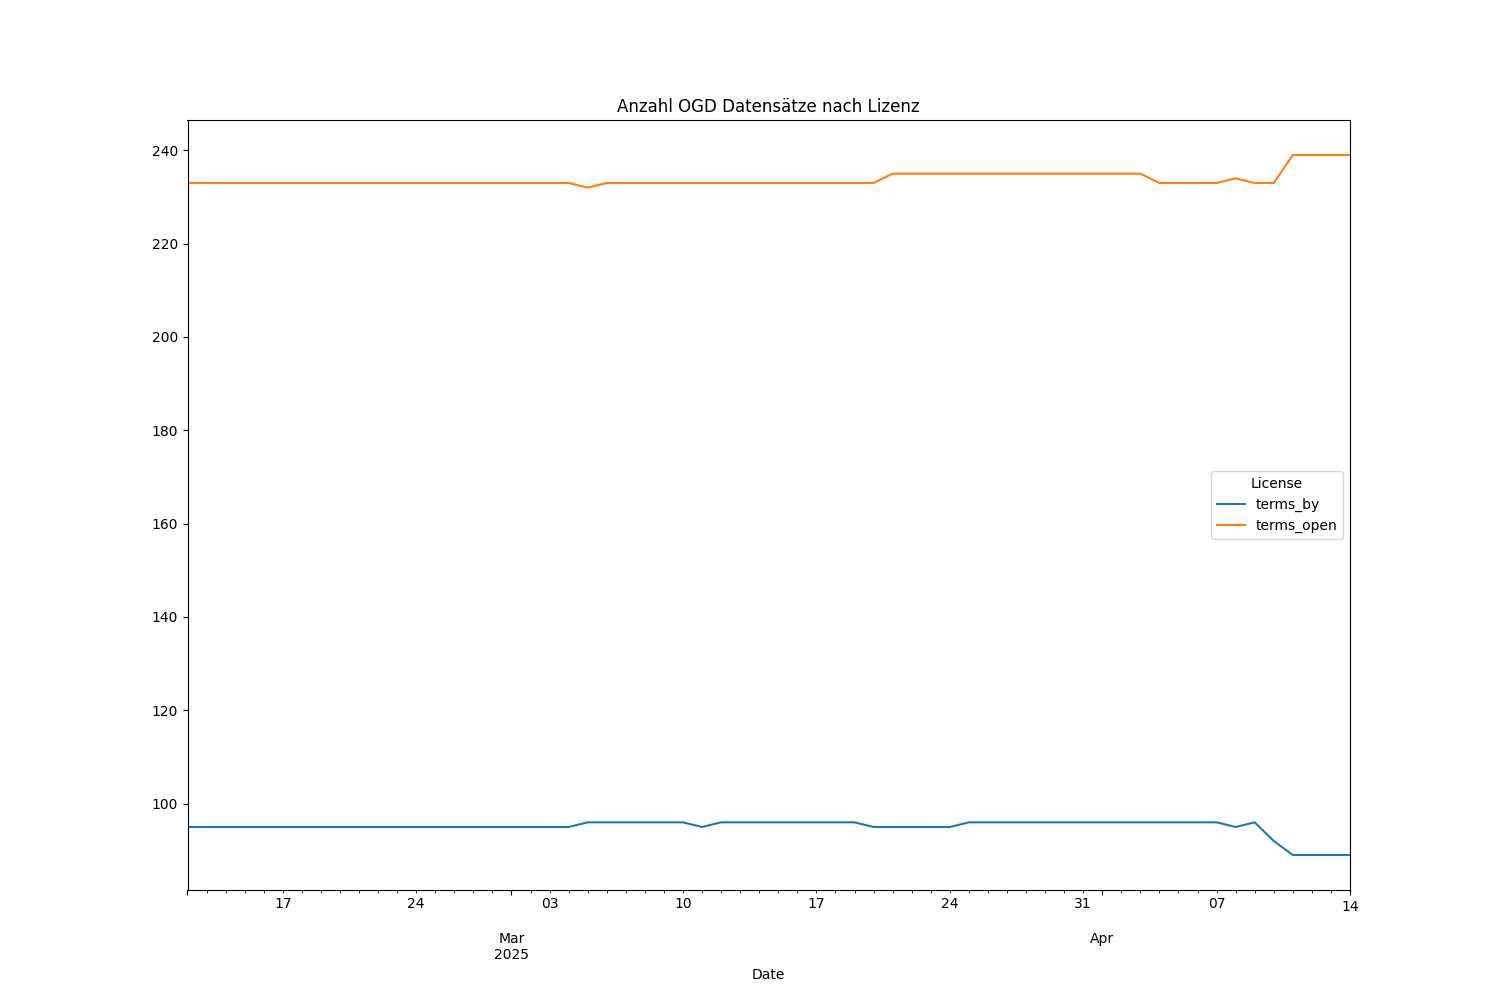 Anzahl OGD Datensätze nach Lizenz
240
220
200
180
160
140
120
100
License
terms_by
terms_open
17 24 03 10 17 24 31 07 14
Mar Apr
2025
Date